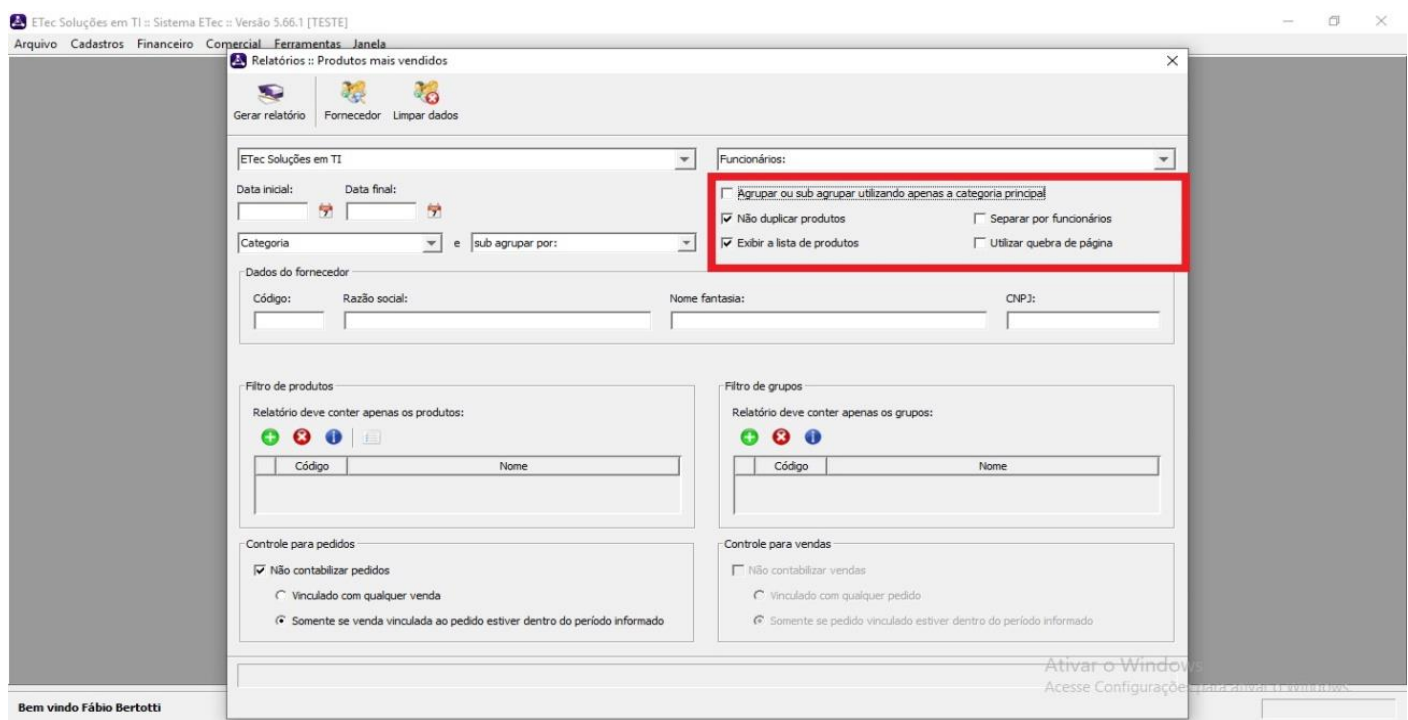 ETec Soluções em TI :: Sistema ETec :: Versão 5.66.1 [TESTE]
Arquivo Cadastros Financeiro Comercial Ferramentas Janela
Relatórios :: Produtos mais vendidos
Gerar relatório Fornecedor Limpar dados
ETec Soluções em TI Funcionários:
Data inicial: Data final:
Agrupar ou sub agrupar utilizando apenas a categoria principal
Não duplicar produtos Separar por funcionários
Categoria e sub agrupar por: Exibir a lista de produtos Utilizar quebra de página
Dados do fornecedor
Código: Razão social: Nome fantasia: CNPJ:
Filtro de produtos Filtro de grupos
Relatório deve conter apenas os produtos: Relatório deve conter apenas os grupos:
Código Nome Código Nome
Controle para pedidos Controle para vendas
Não contabilizar pedidos Não contabilizar vendas
Vinculado com qualquer venda Vinculado com qualquer pedido
Somente se venda vinculada ao pedido estiver dentro do período informado Somente se pedido vinculado estiver dentro do período informado
Ativar o Windows
Acesse Configurações para ativar o Windows.
Bem vindo Fábio Bertotti